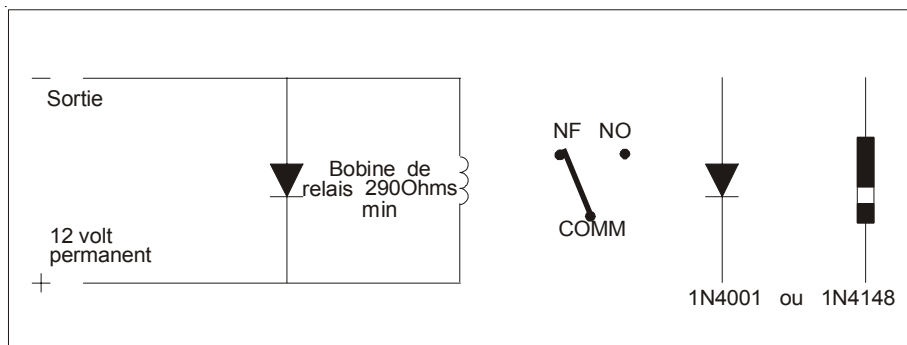 Sortie
Bobine de
relais 290Ohms
min
12 volt
permanent
NF NO
COMM
1N4001 ou 1N4148